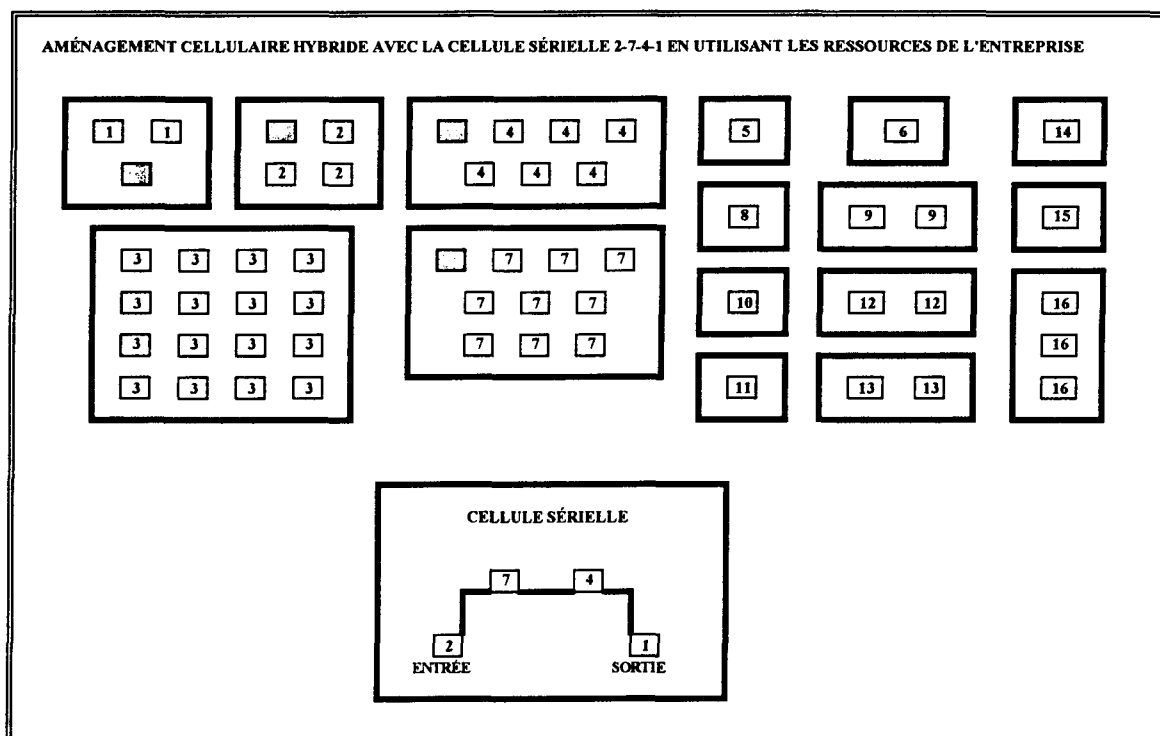 AMÉNAGEMENT CELLULAIRE HYBRIDE AVEC LA CELLULE SÉRIELLE 2-7-4-1 EN UTILISANT LES RESSOURCES DE L'ENTREPRISE
1 1
2
2 2
4 4 4
4 4 4
5
6
14
8
9 9
15
3 3 3 3
3 3 3 3
3 3 3 3
3 3 3 3
7 7 7
7 7 7
7 7 7
10
12 12
11
13 13
16
16
16
CELLULE SÉRIELLE
7 4
2 1
ENTRÉE SORTIE